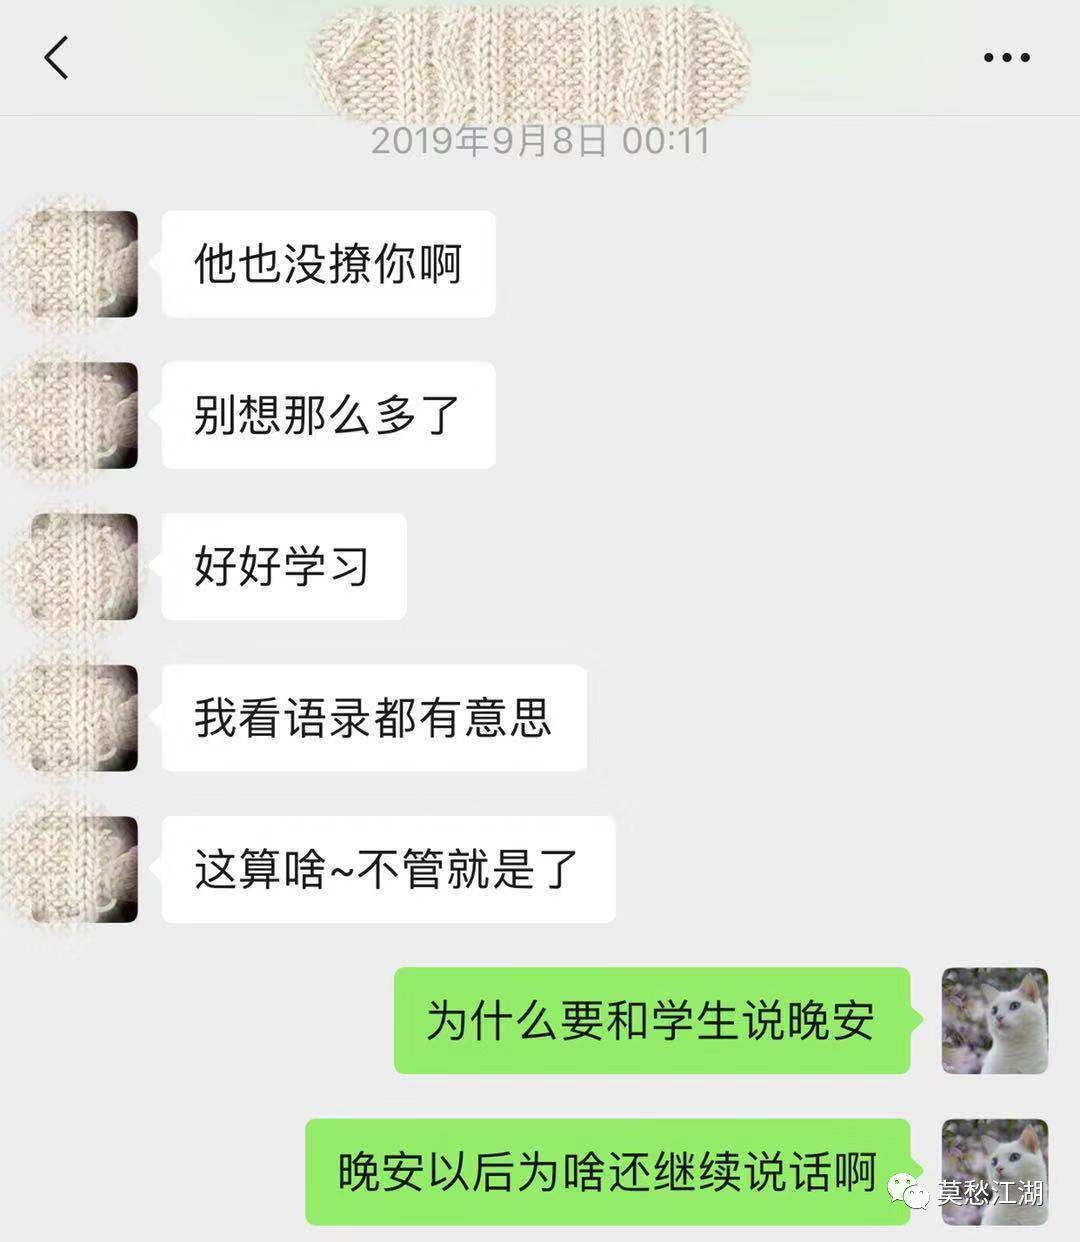 2019年9月8日 00:11
他也没撩你啊
别想那么多了
好好学习
我看语录都有意思
这算啥~不管就是了
为什么要和学生说晚安
晚安以后为啥还继续说话啊
莫愁江湖